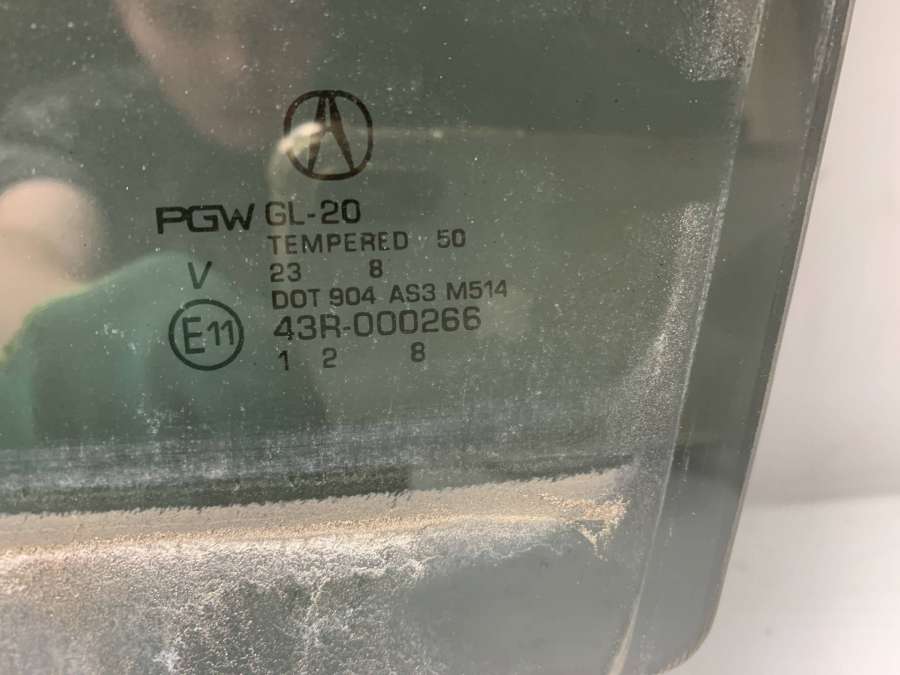 PGW GL-20
TEMPERED 50
V 23 8
DOT 904 AS3 M514
E11 43R-000266
1 2 8